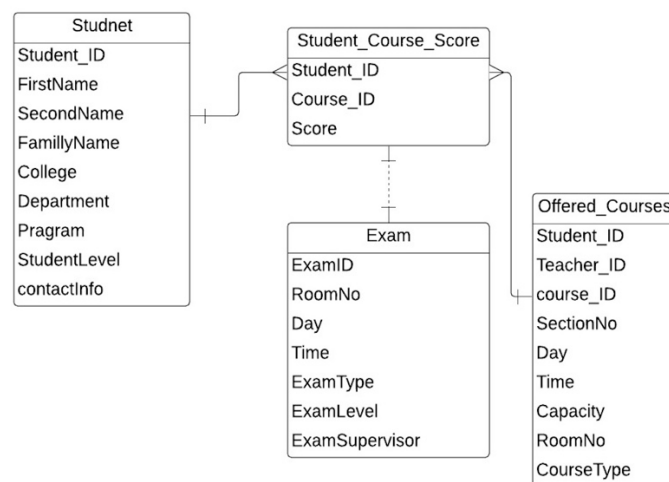 Studnet
Student_ID
FirstName
SecondName
FamillyName
College
Department
Pragram
StudentLevel
contactInfo
Student_Course_Score
Student_ID
Course_ID
Score
Exam
ExamID
RoomNo
Day
Time
ExamType
ExamLevel
ExamSupervisor
Offered_Courses
Student_ID
Teacher_ID
course_ID
SectionNo
Day
Time
Capacity
RoomNo
CourseType